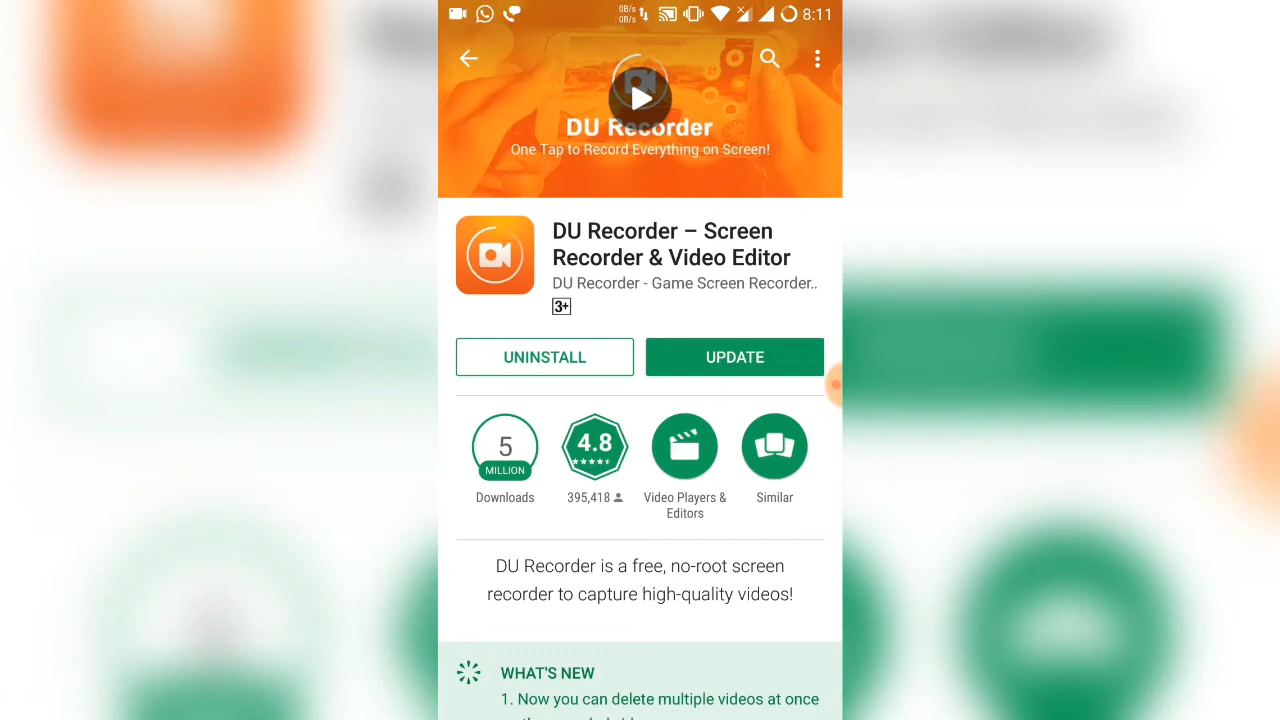 0B/s
0B/s
8:11
DU Recorder
One Tap to Record Everything on Screen!
DU Recorder – Screen
Recorder & Video Editor
DU Recorder - Game Screen Recorder..
3+
UNINSTALL
UPDATE
5
MILLION
Downloads
4.8
395,418
Video Players &
Editors
Similar
DU Recorder is a free, no-root screen
recorder to capture high-quality videos!
WHAT'S NEW
1. Now you can delete multiple videos at once